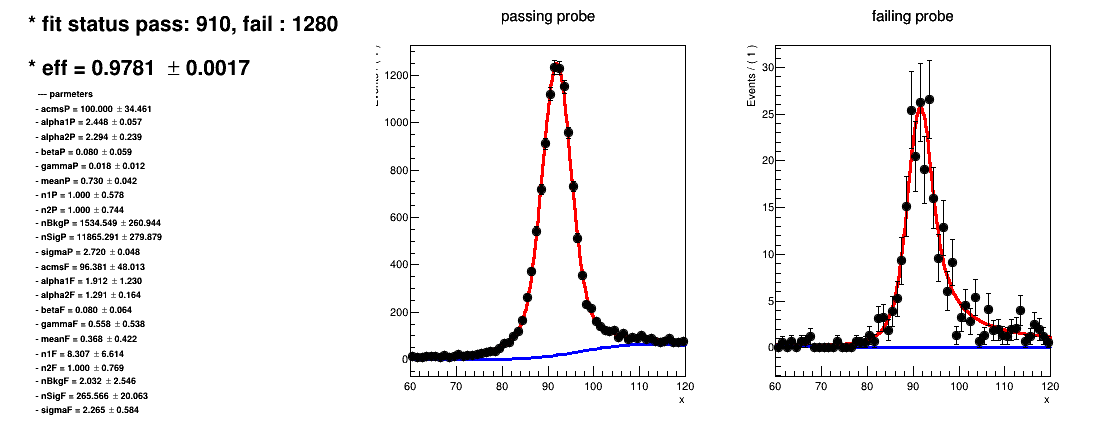 * fit status pass: 910, fail : 1280
* eff = 0.9781 ± 0.0017
--- parmeters
- acmsP = 100.000 ± 34.461
- alpha1P = 2.448 ± 0.057
- alpha2P = 2.294 ± 0.239
- betaP = 0.080 ± 0.059
- gammaP = 0.018 ± 0.012
- meanP = 0.730 ± 0.042
- n1P = 1.000 ± 0.578
- n2P = 1.000 ± 0.744
- nBkgP = 1534.549 ± 260.944
- nSigP = 11865.291 ± 279.879
- sigmaP = 2.720 ± 0.048
- acmsF = 96.381 ± 48.013
- alpha1F = 1.912 ± 1.230
- alpha2F = 1.291 ± 0.164
- betaF = 0.080 ± 0.064
- gammaF = 0.558 ± 0.538
- meanF = 0.368 ± 0.422
- n1F = 8.307 ± 6.614
- n2F = 1.000 ± 0.769
- nBkgF = 2.032 ± 2.546
- nSigF = 265.566 ± 20.063
- sigmaF = 2.265 ± 0.584
passing probe
1200
1000
800
600
400
200
0
60 70 80 90 100 110 120
x
failing probe
Events / ( 1 )
30
25
20
15
10
5
0
60 70 80 90 100 110 120
x